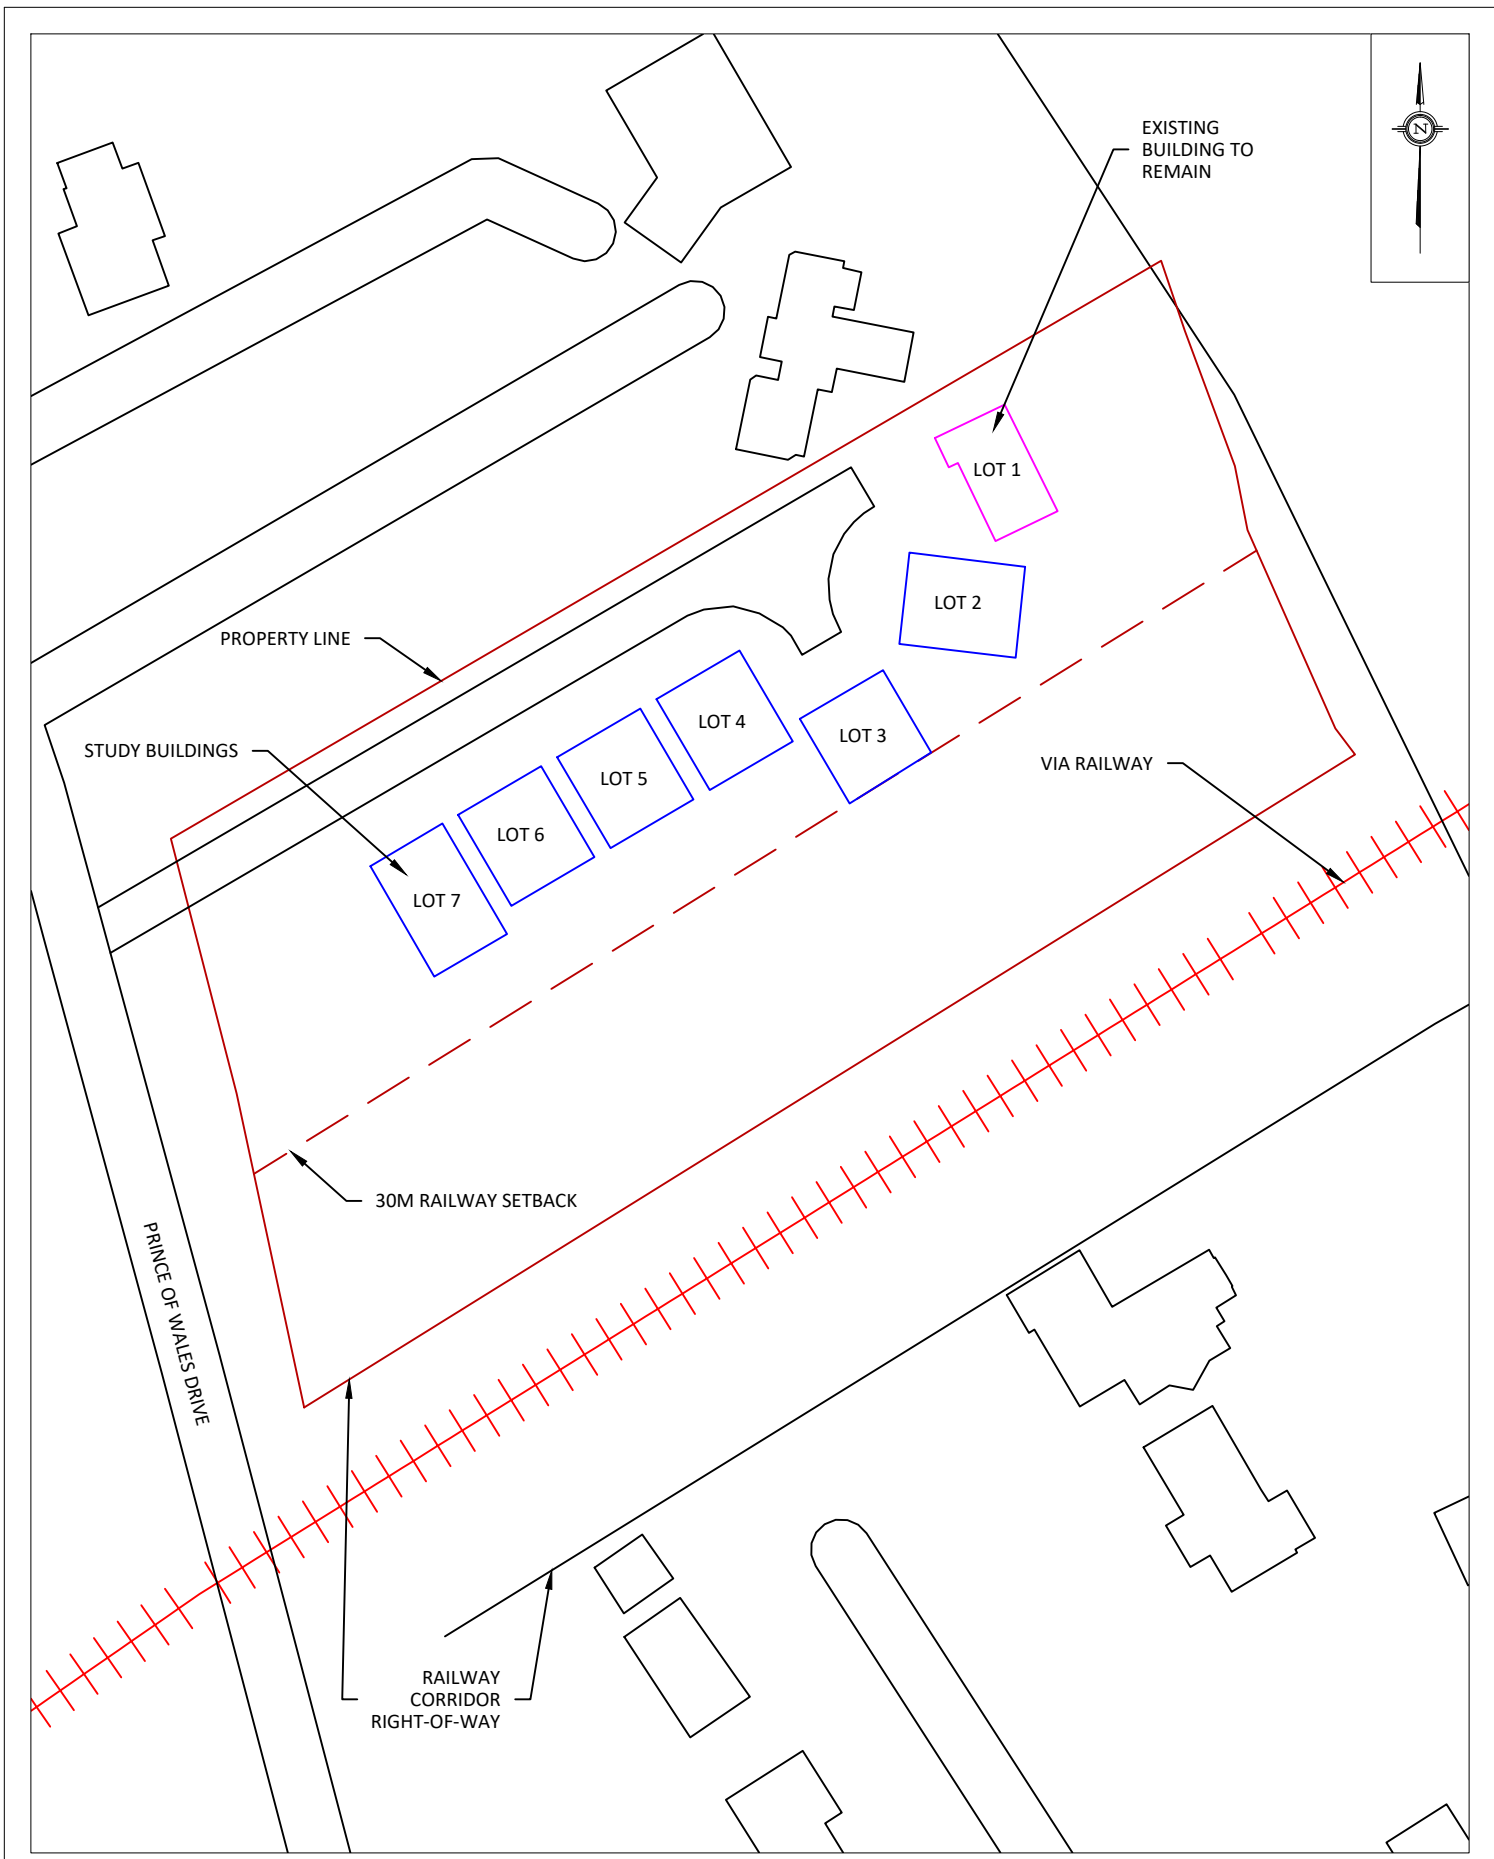 EXISTING
BUILDING TO
REMAIN
N
LOT 1
LOT 2
PROPERTY LINE
LOT 4
LOT 3
STUDY BUILDINGS
VIA RAILWAY
LOT 5
LOT 6
LOT 7
30M RAILWAY SETBACK
PRINCE OF WALES DRIVE
RAILWAY
CORRIDOR
RIGHT-OF-WAY